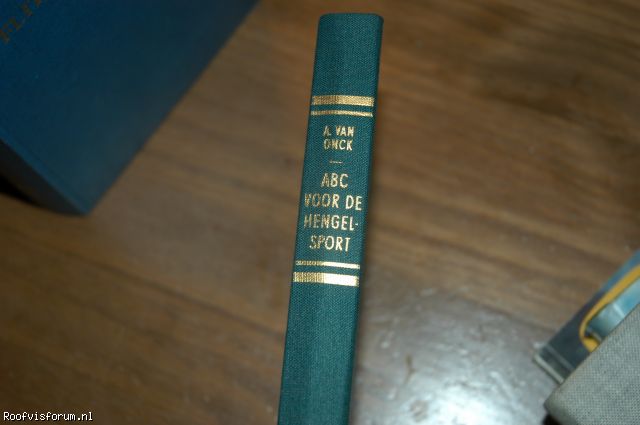 A. VAN
ONCK
ABC
VOOR DE
HENGEL-
SPORT
Roofvisforum.nl